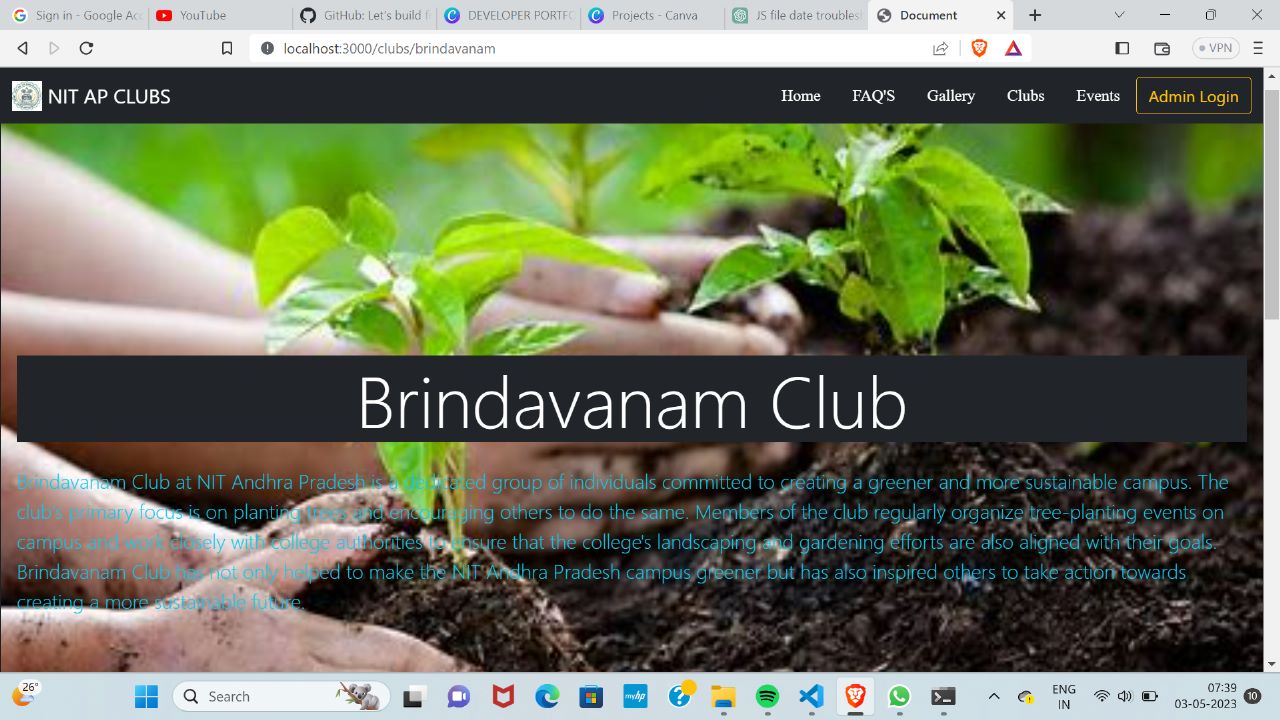 Sign in - Google Acc
YouTube
GitHub: Let's build f
DEVELOPER PORTFO
Projects - Canva
JS file date troublest
Document
localhost:3000/clubs/brindavanam
VPN
NIT AP CLUBS
Home
FAQ'S
Gallery
Clubs
Events
Admin Login
Brindavanam Club
Brindavanam Club at NIT Andhra Pradesh is a dedicated group of individuals committed to creating a greener and more sustainable campus. The
club's primary focus is on planting trees and encouraging others to do the same. Members of the club regularly organize tree-planting events on
campus and work closely with college authorities to ensure that the college's landscaping and gardening efforts are also aligned with their goals.
Brindavanam Club has not only helped to make the NIT Andhra Pradesh campus greener but has also inspired others to take action towards
creating a more sustainable future.
26°
Search
myhp
ENG
IN
07:39
03-05-2023
10